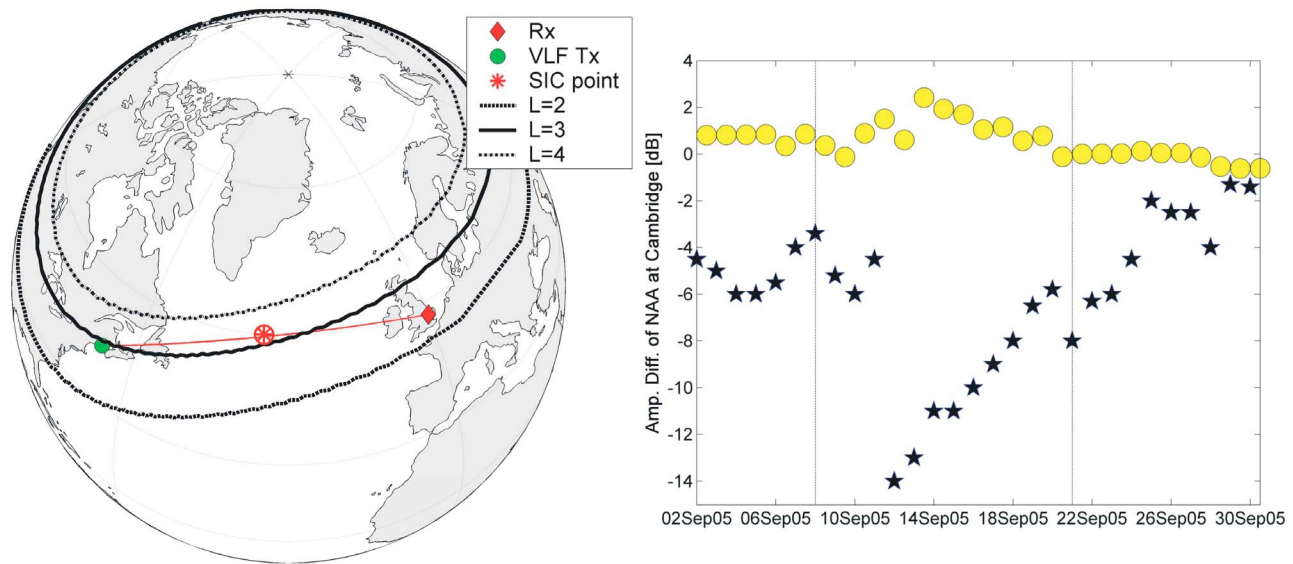 Rx
VLF Tx
SIC point
L=2
L=3
L=4
Amp. Diff. of NAA at Cambridge [dB]
4
2
0
-2
-4
-6
-8
-10
-12
-14
02Sep05 06Sep05 10Sep05 14Sep05 18Sep05 22Sep05 26Sep05 30Sep05